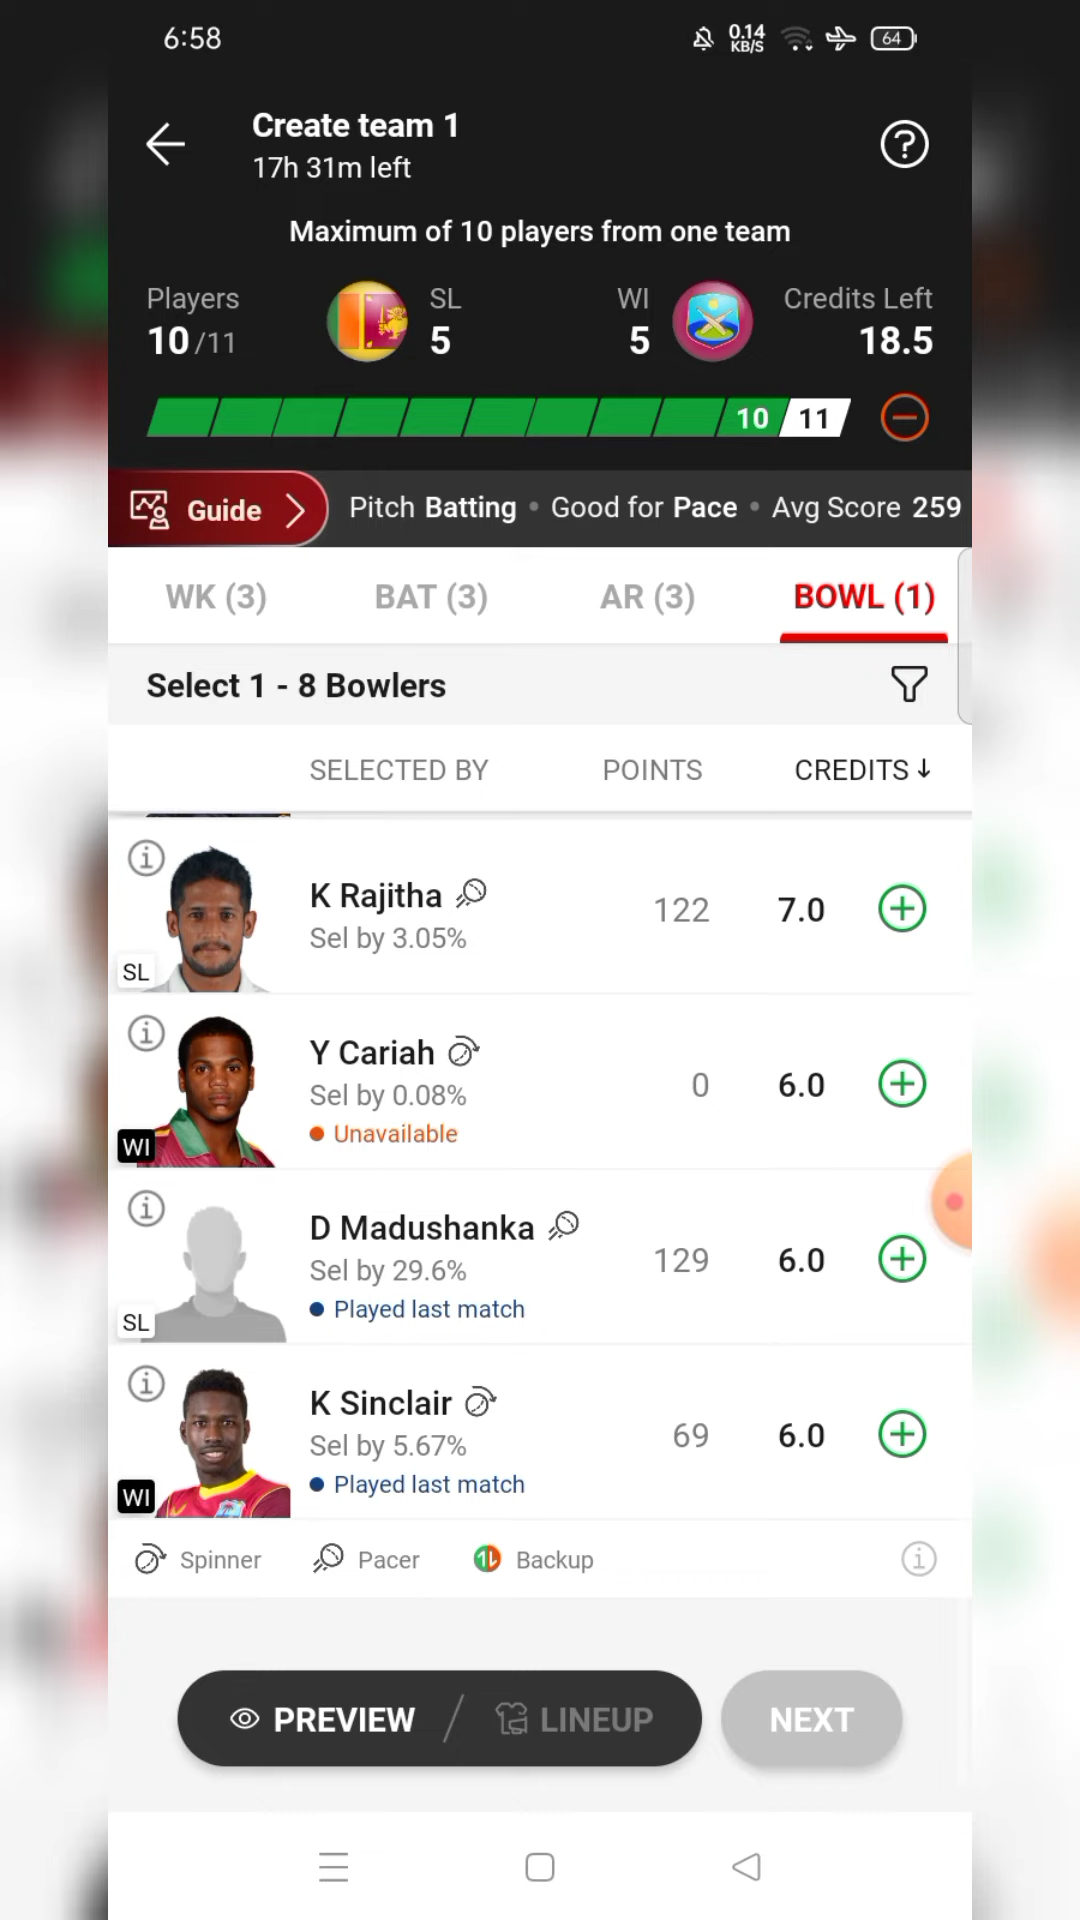 6:58
0.14
KB/S
64
Create team 1
17h 31m left
Maximum of 10 players from one team
Players
10 /11
SL
5
WI
5
Credits Left
18.5
10
11
Guide
Pitch Batting • Good for Pace • Avg Score 259
WK (3)
BAT (3)
AR (3)
BOWL (1)
Select 1 - 8 Bowlers
SELECTED BY
POINTS
CREDITS ↓
K Rajitha
Sel by 3.05%
122
7.0
SL
Y Cariah
Sel by 0.08%
Unavailable
0
6.0
WI
D Madushanka
Sel by 29.6%
Played last match
129
6.0
SL
K Sinclair
Sel by 5.67%
Played last match
69
6.0
WI
Spinner
Pacer
Backup
PREVIEW
LINEUP
NEXT